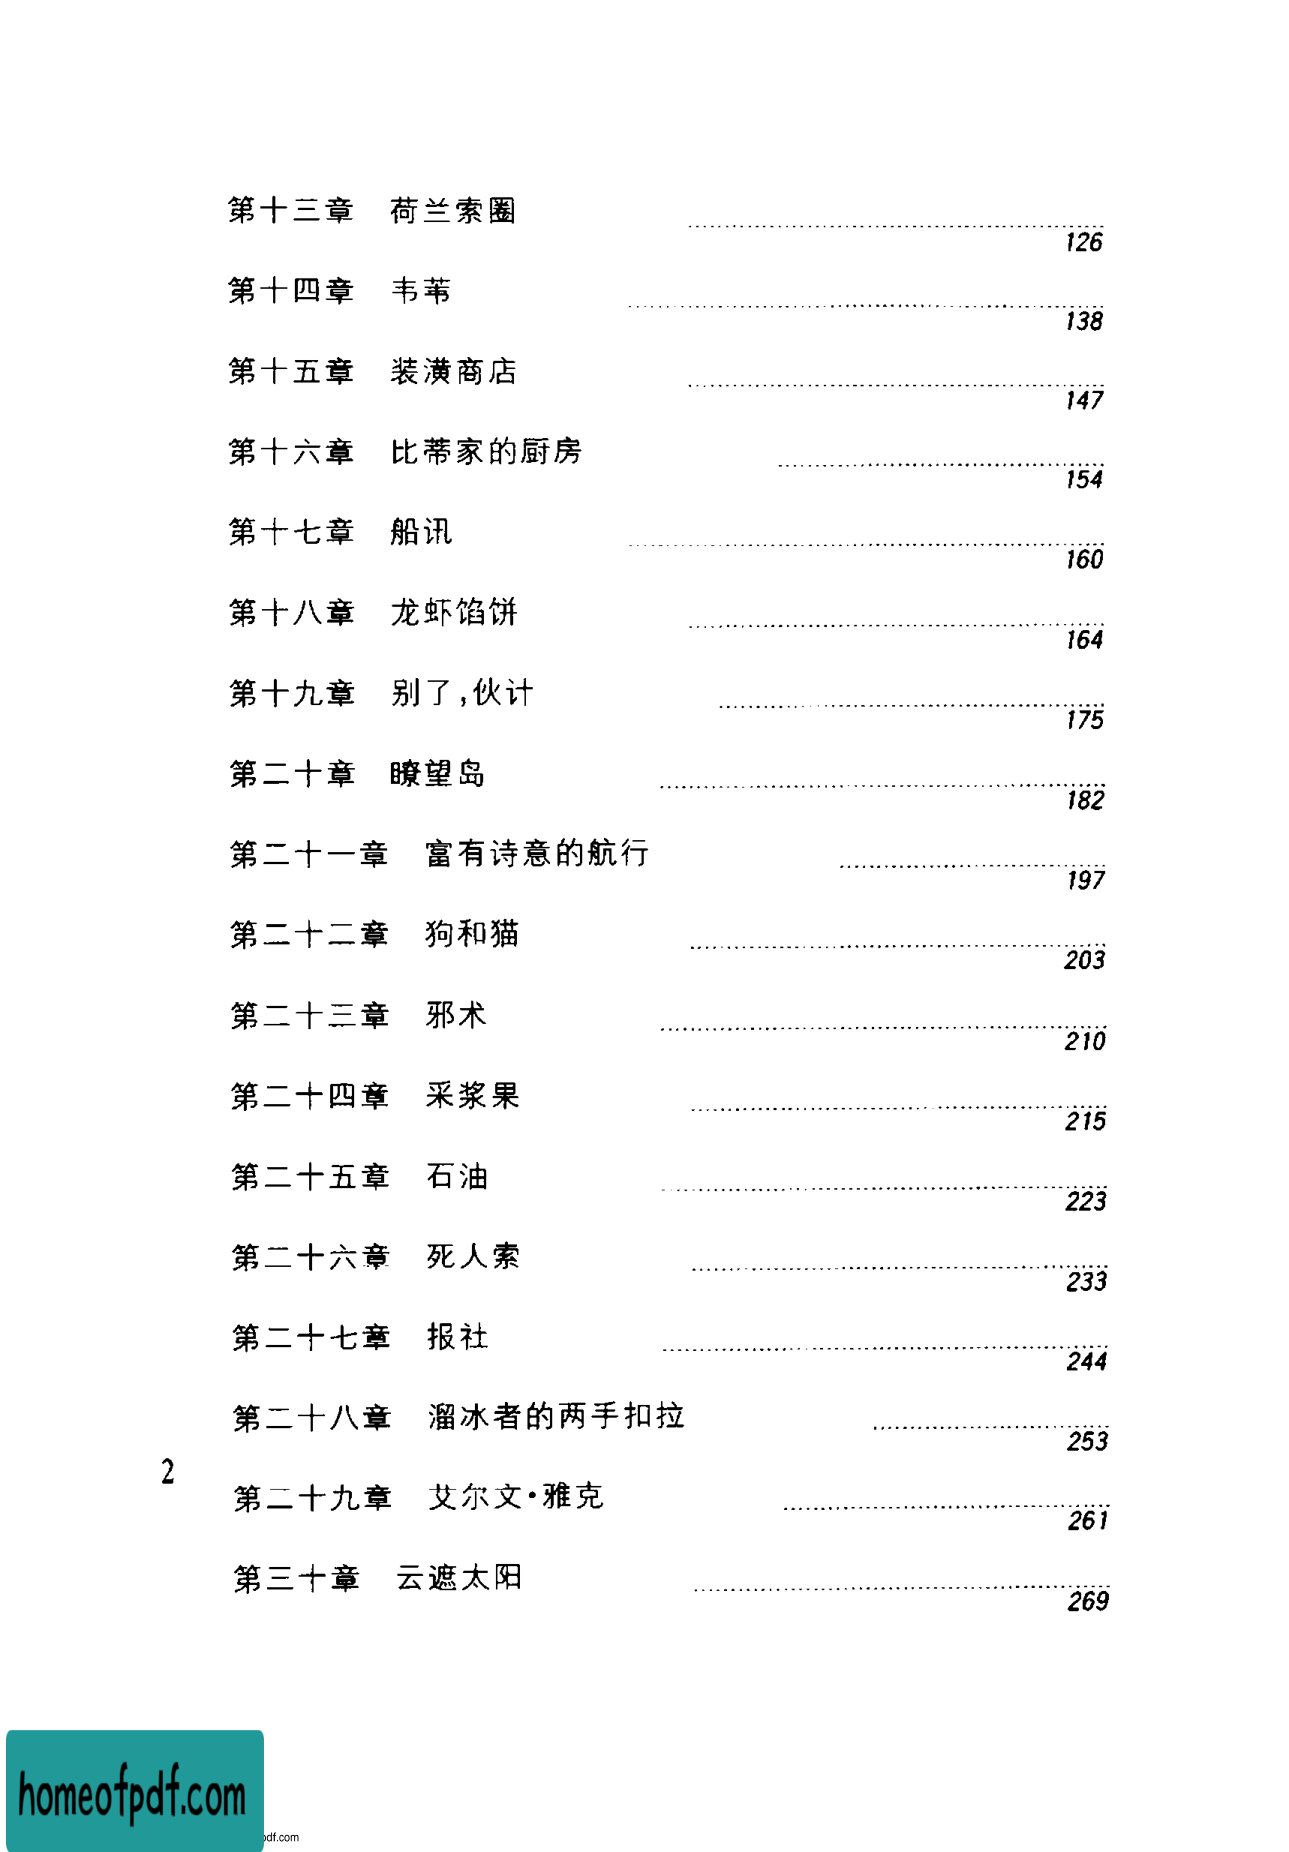 第十三章 荷兰索圈 ........ 126
第十四章 韦苇 ........ 138
第十五章 装潢商店 ........ 147
第十六章 比蒂家的厨房 ........ 154
第十七章 船讯 ........ 160
第十八章 龙虾馅饼 ........ 164
第十九章 别了,伙计 ........ 175
第二十章 瞭望岛 ........ 182
第二十一章 富有诗意的航行 ........ 197
第二十二章 狗和猫 ........ 203
第二十三章 邪术 ........ 210
第二十四章 采浆果 ........ 215
第二十五章 石油 ........ 223
第二十六章 死人索 ........ 233
第二十七章 报社 ........ 244
第二十八章 溜冰者的两手扣拉 ........ 253
2
第二十九章 艾尔文·雅克 ........ 261
第三十章 云遮太阳 ........ 269
homeofpdf.com
pdf.com